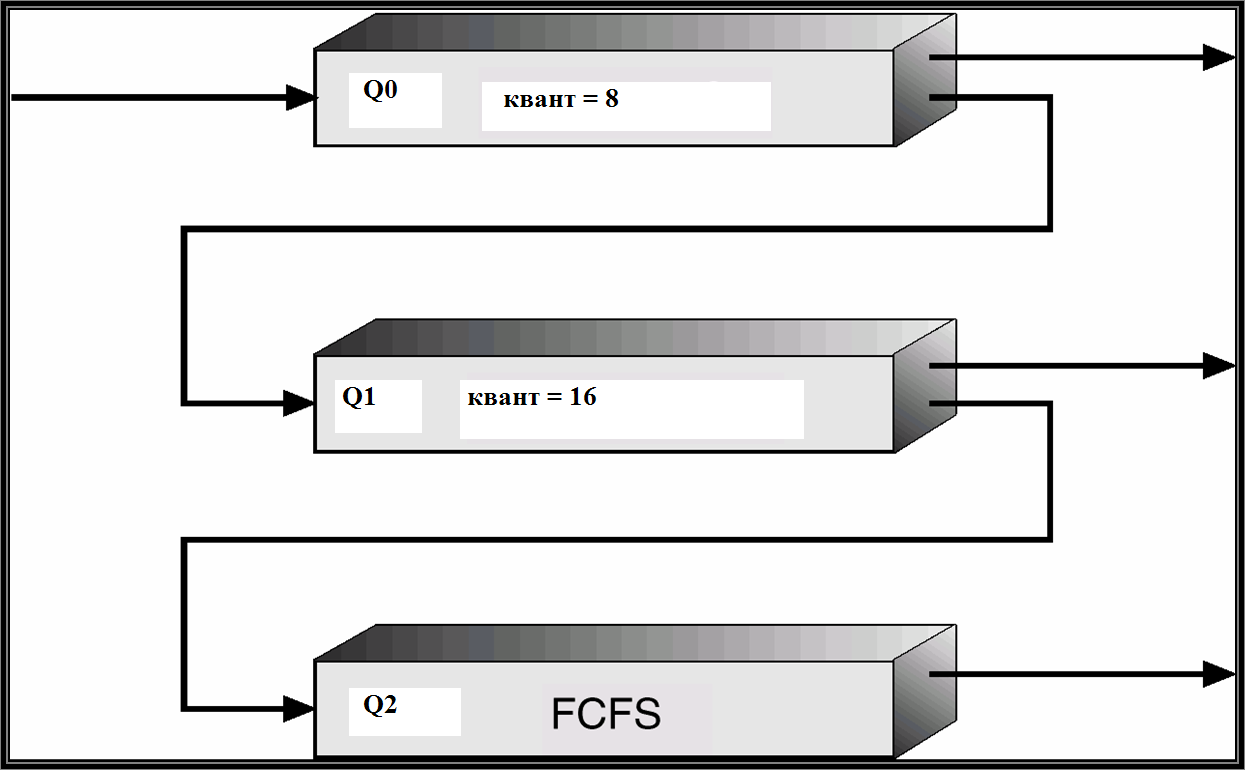 Q0 квант = 8
Q1 квант = 16
Q2 FCFS